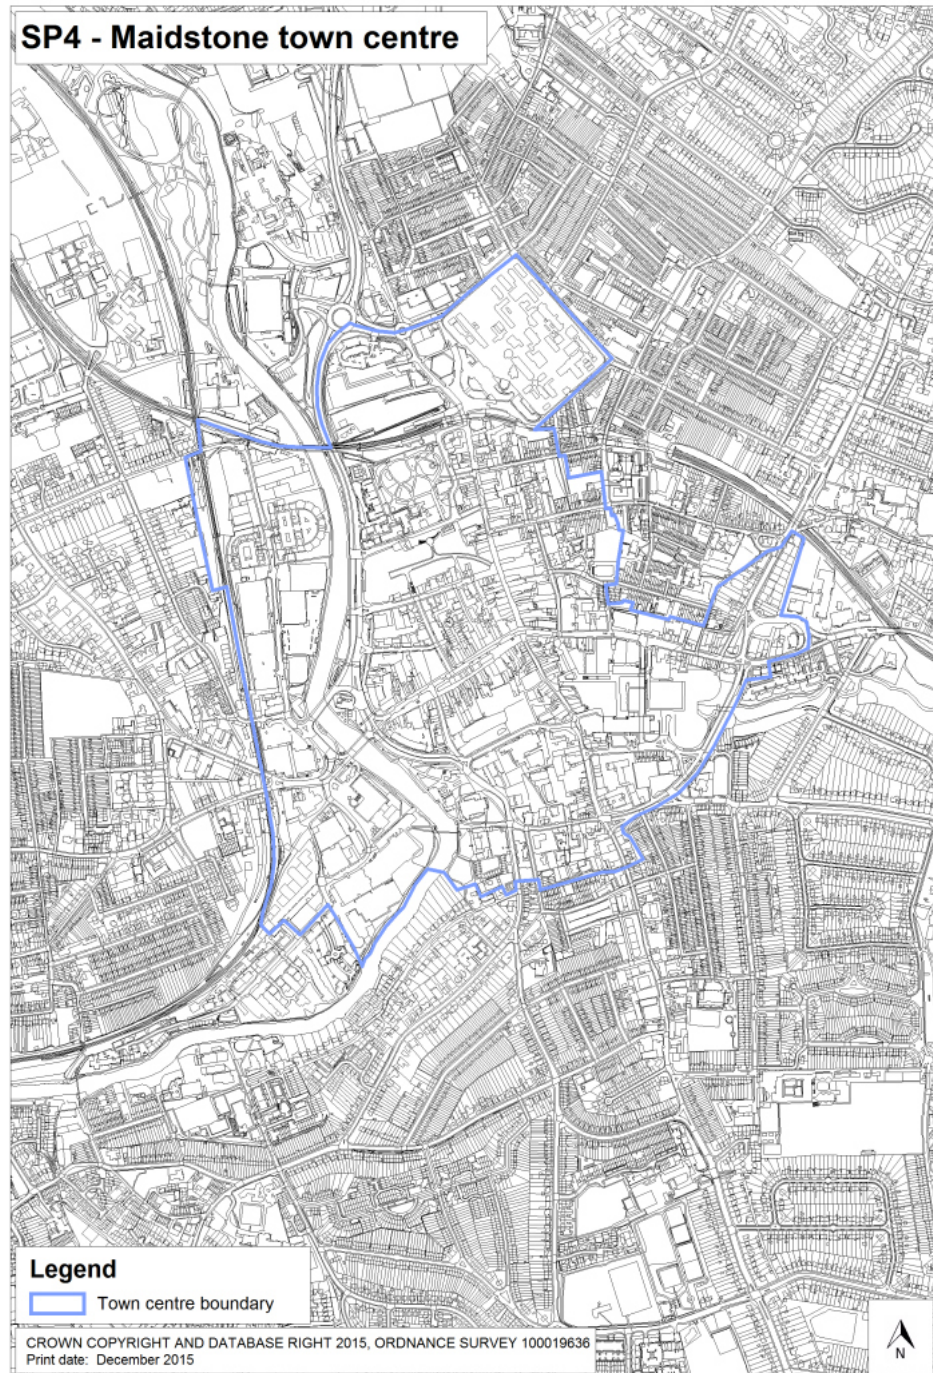 SP4 - Maidstone town centre
Legend
Town centre boundary
CROWN COPYRIGHT AND DATABASE RIGHT 2015, ORDNANCE SURVEY 100019636
Print date: December 2015
N